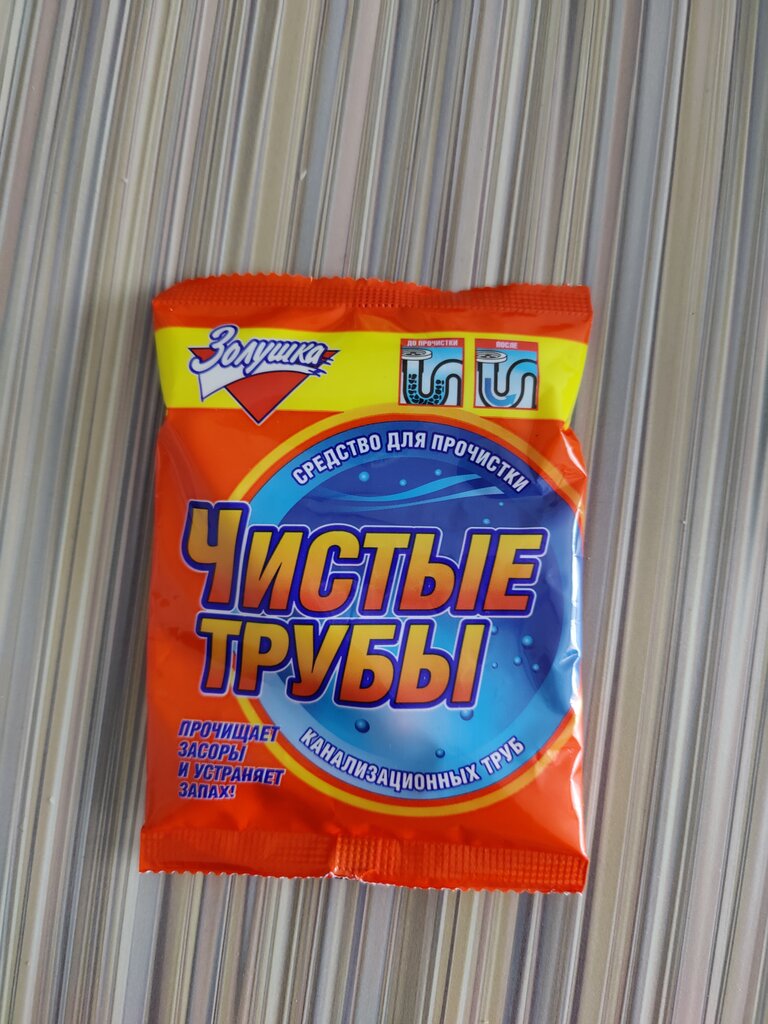 Золушка
ДО ПРОЧИСТКИ
ПОСЛЕ
СРЕДСТВО ДЛЯ ПРОЧИСТКИ
ЧИСТЫЕ
ТРУБЫ
КАНАЛИЗАЦИОННЫХ ТРУБ
ПРОЧИЩАЕТ
ЗАСОРЫ
И УСТРАНЯЕТ
ЗАПАХ!